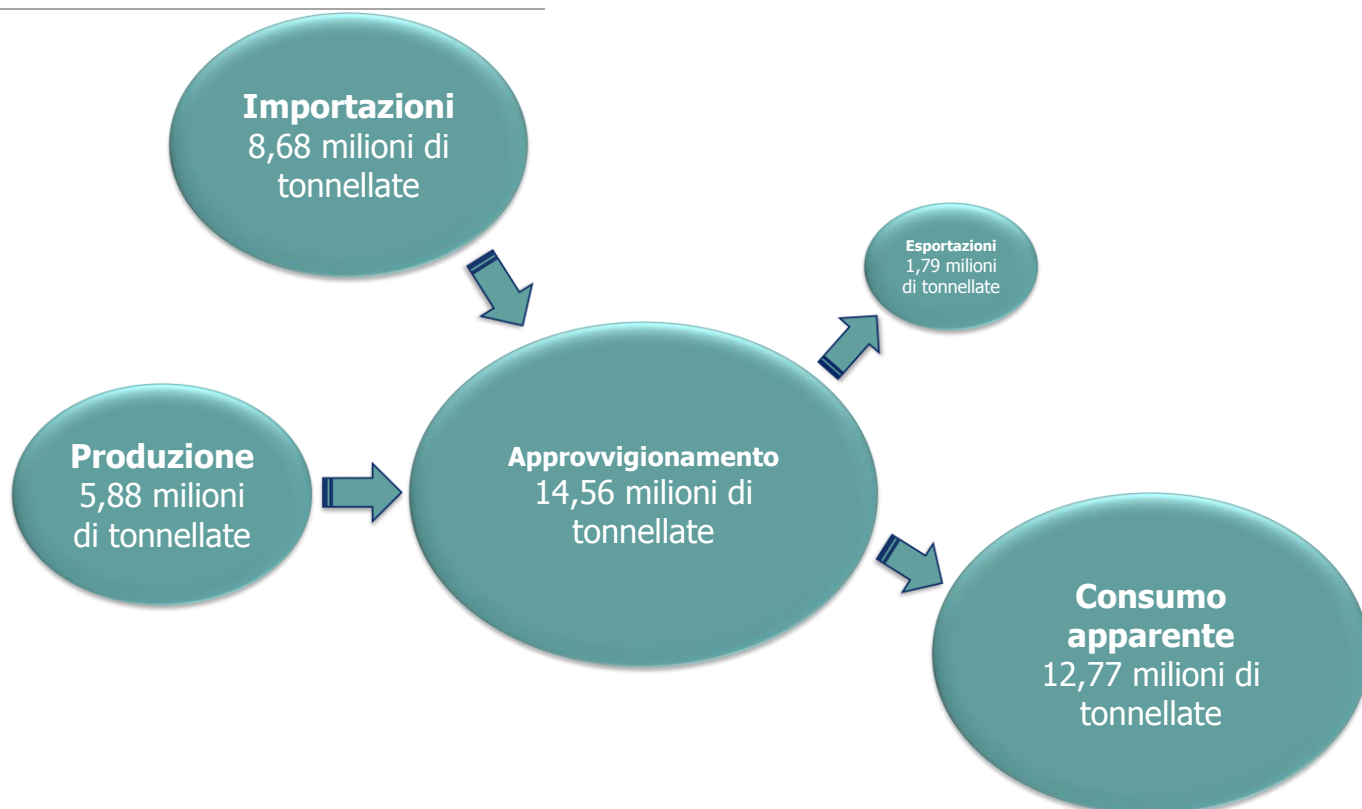 Importazioni
8,68 milioni di
tonnellate
Esportazioni
1,79 milioni
di tonnellate
Produzione
5,88 milioni
di tonnellate
Approvvigionamento
14,56 milioni di
tonnellate
Consumo
apparente
12,77 milioni di
tonnellate